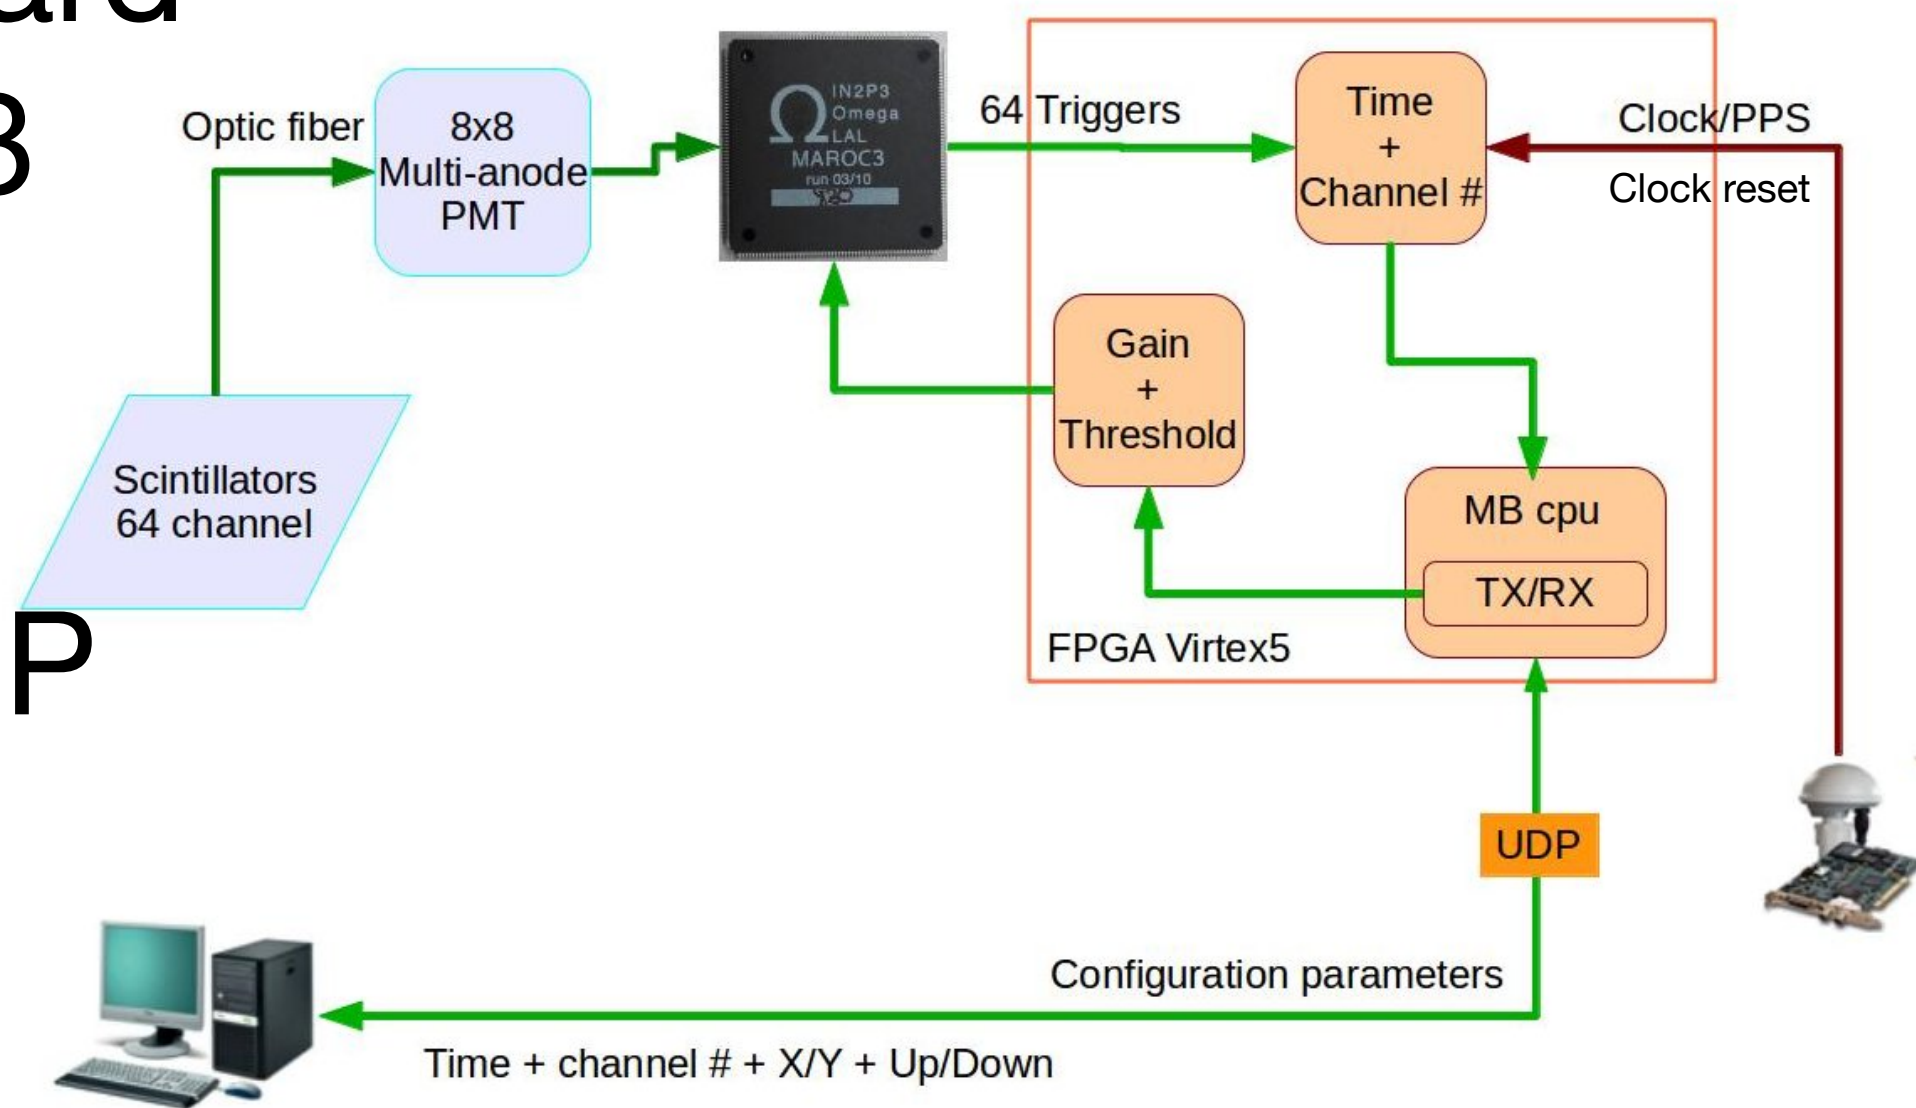 ard
3
P
Optic fiber
8x8
Multi-anode
PMT
IN2P3
Omega
LAL
MAROC3
run 03/10
64 Triggers
Time
+
Channel #
Clock/PPS
Clock reset
Gain
+
Threshold
Scintillators
64 channel
MB cpu
TX/RX
FPGA Virtex5
UDP
Configuration parameters
Time + channel # + X/Y + Up/Down